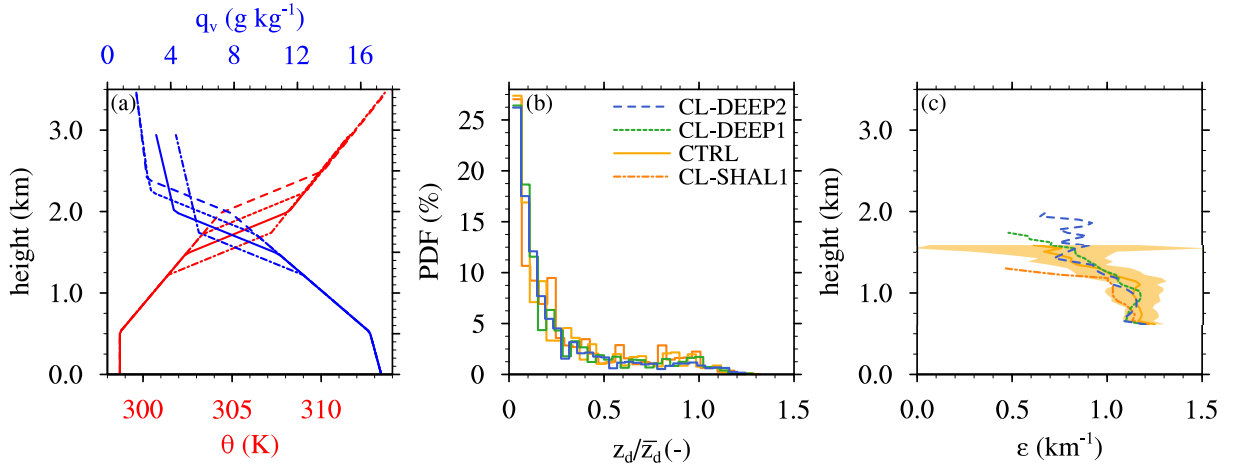 q_v (g kg⁻¹)
0 4 8 12 16
(a)
height (km)
3.0
2.0
1.0
0.0
300 305 310
θ (K)
(b)
CL-DEEP2
CL-DEEP1
CTRL
CL-SHAL1
PDF (%)
25
20
15
10
5
0
0 0.5 1.0 1.5
z_d/z̅_d (-)
(c)
height (km)
3.0
2.0
1.0
0.0
0.0 0.5 1.0 1.5
ε (km⁻¹)